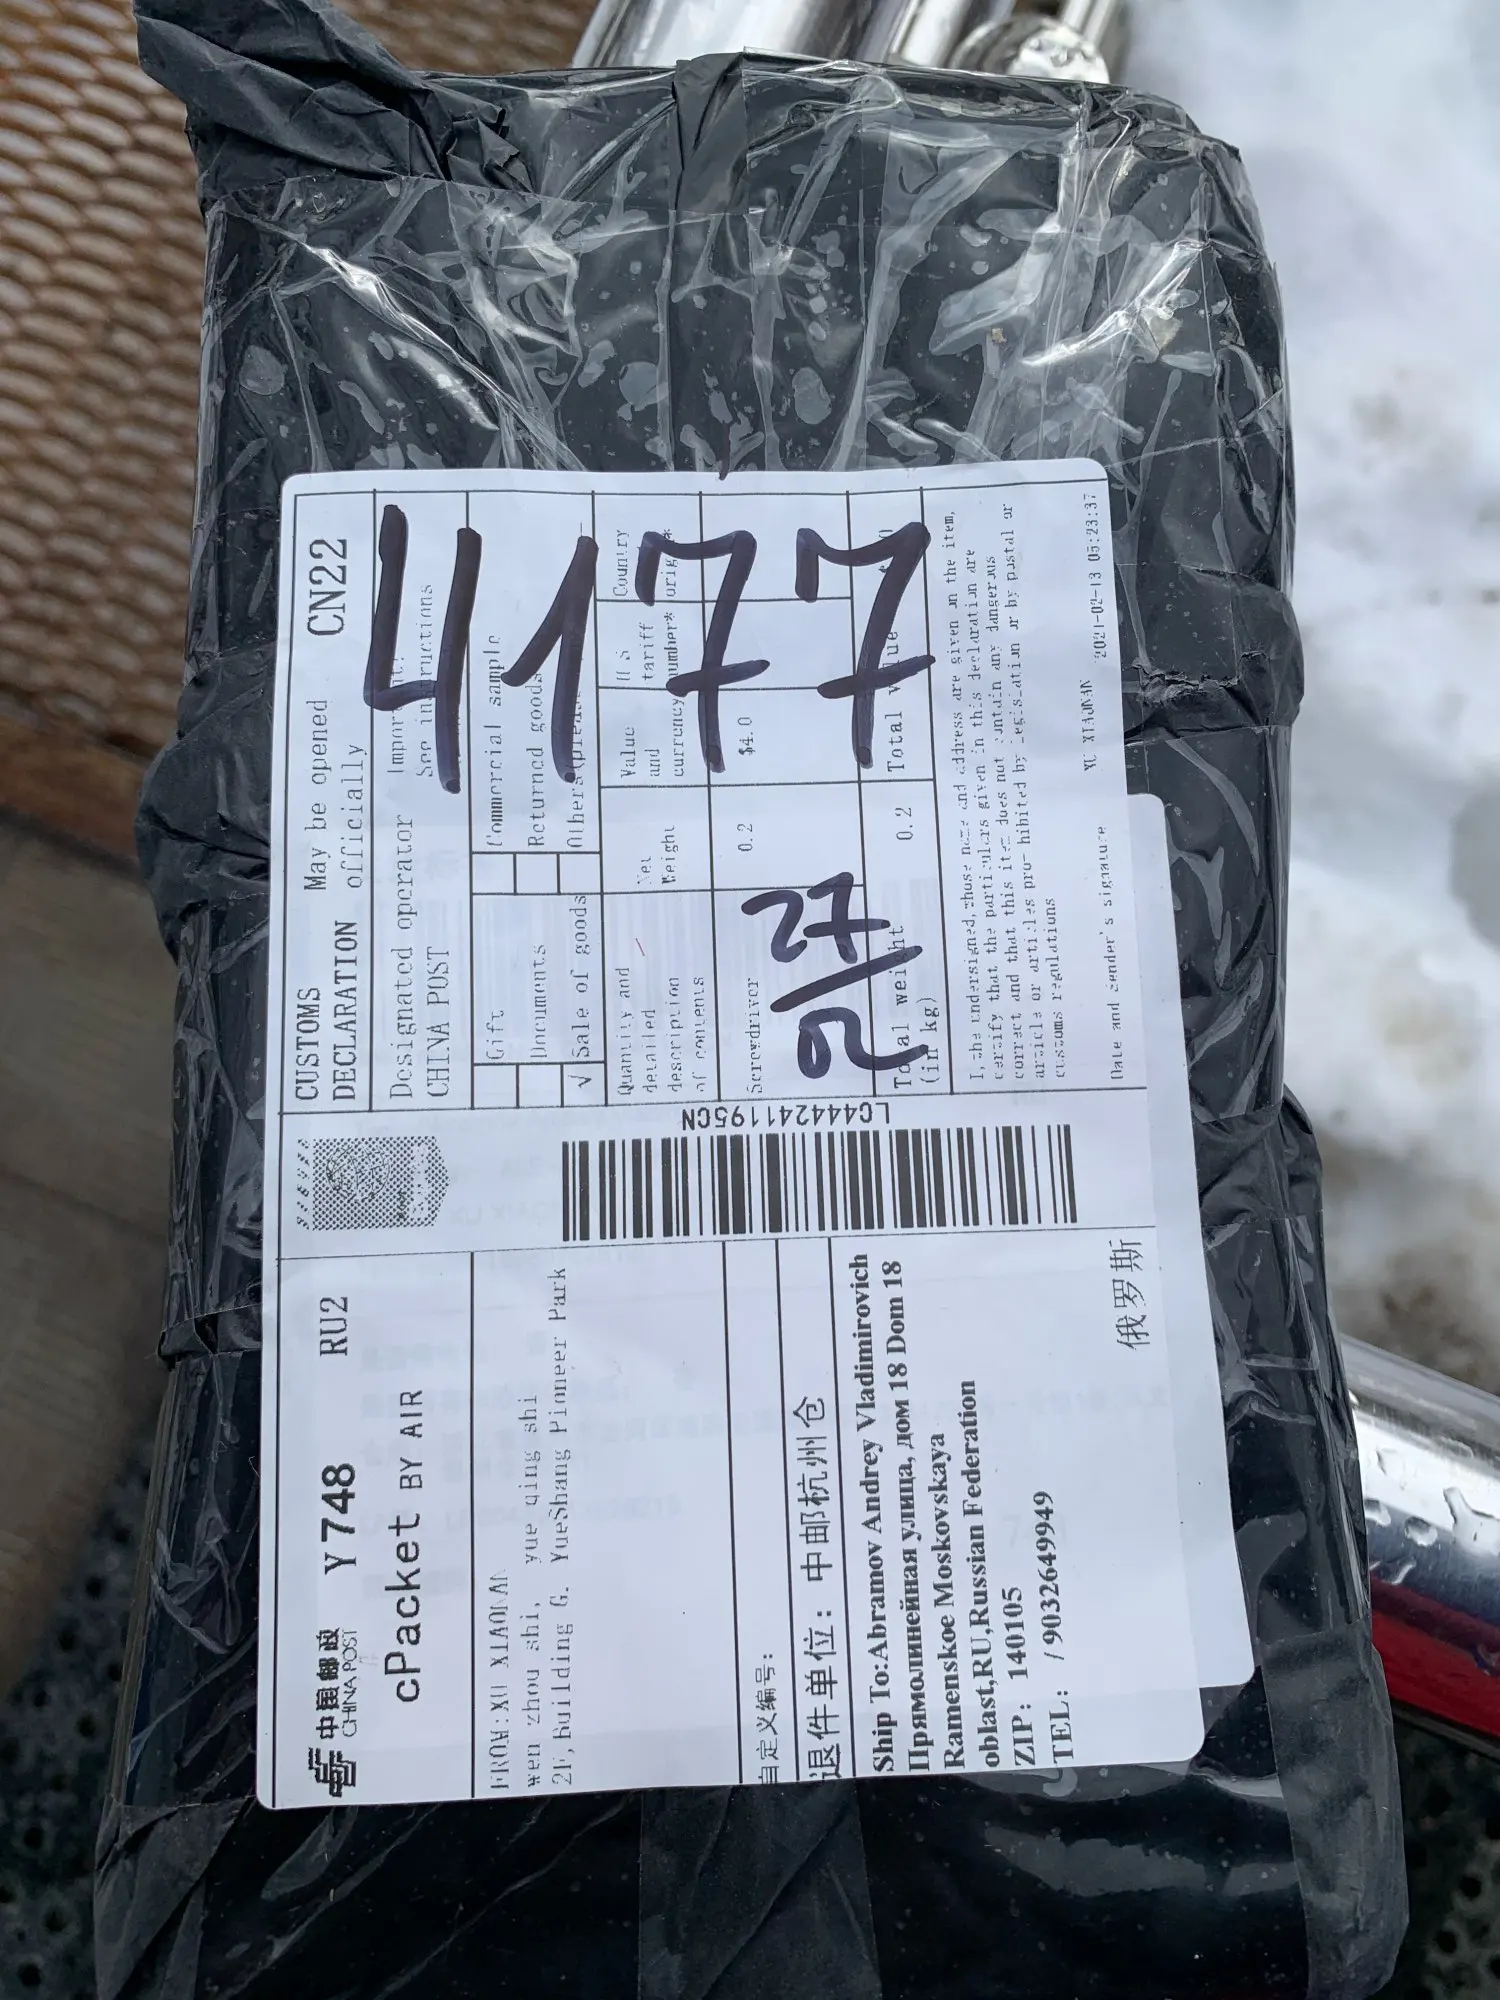 中国邮政
CHINA POST
Y748
RU2
cPacket BY AIR
FROM:XU XIAONAN
wen zhou shi, yue qing shi
2F,Building G. YueShang Pioneer Park
自定义编号:
退件单位: 中邮杭州仓
Ship To:Abramov Andrey Vladimirovich
Прямолинейная улица, дом 18 Dom 18
Ramenskoe Moskovskaya
oblast,RU,Russian Federation
ZIP: 140105
TEL: / 9032649949
俄罗斯
LC444241195CN
CUSTOMS
DECLARATION
May be opened
officially
CN22
Designated operator
CHINA POST
Important!
See instructions
Gift
Commercial sample
Documents
Returned goods
√ Sale of goods
Others
Quantity and
detailed
description
of contents
Net
Weight
Value
and
currency
tariff
number*
Country
Screwdriver
0.2
$4.0
Total weight
(in kg)
0.2
Total value
I, the undersigned,whose name and address are given on the item,
certify that the particulars given in this declaration are
correct and that this item does not contain any dangerous
article or articles pro- hibited by legislation or by postal or
customs regulations
Date and sender's signature
XU XIAONAN
2021-02-13 05:23:37
4177
2/27